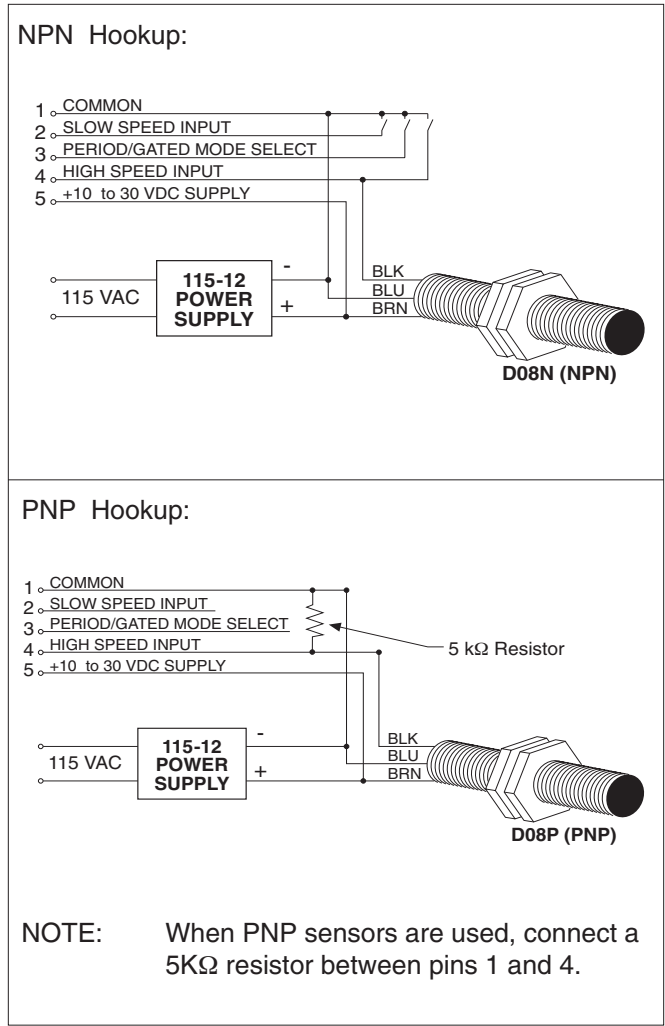 NPN Hookup:
1 COMMON
2 SLOW SPEED INPUT
3 PERIOD/GATED MODE SELECT
4 HIGH SPEED INPUT
5 +10 to 30 VDC SUPPLY
115 VAC
115-12
POWER
SUPPLY
-
+
BLK
BLU
BRN
D08N (NPN)
PNP Hookup:
1 COMMON
2 SLOW SPEED INPUT
3 PERIOD/GATED MODE SELECT
4 HIGH SPEED INPUT
5 +10 to 30 VDC SUPPLY
5 kΩ Resistor
115 VAC
115-12
POWER
SUPPLY
-
+
BLK
BLU
BRN
D08P (PNP)
NOTE: When PNP sensors are used, connect a
5KΩ resistor between pins 1 and 4.